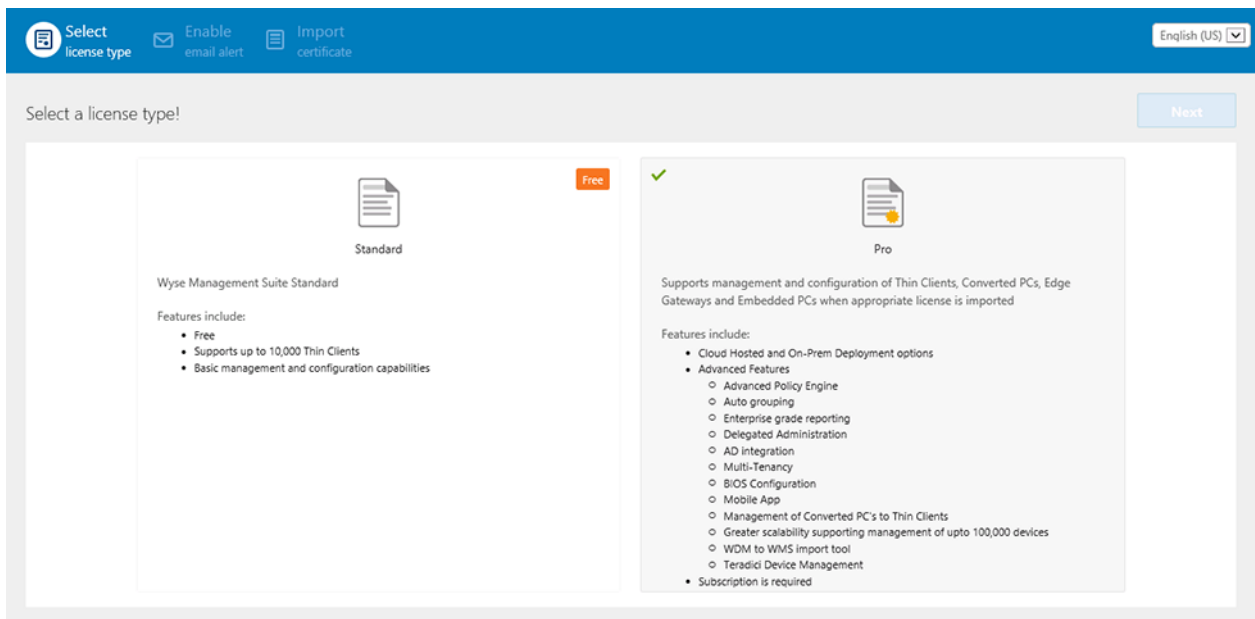 Select
license type
Enable
email alert
Import
certificate
English (US)
Select a license type!
Next
Free
Standard
Wyse Management Suite Standard
Features include:
• Free
• Supports up to 10,000 Thin Clients
• Basic management and configuration capabilities
Pro
Supports management and configuration of Thin Clients, Converted PCs, Edge
Gateways and Embedded PCs when appropriate license is imported
Features include:
• Cloud Hosted and On-Prem Deployment options
• Advanced Features
○ Advanced Policy Engine
○ Auto grouping
○ Enterprise grade reporting
○ Delegated Administration
○ AD integration
○ Multi-Tenancy
○ BIOS Configuration
○ Mobile App
○ Management of Converted PC's to Thin Clients
○ Greater scalability supporting management of upto 100,000 devices
○ WDM to WMS import tool
○ Teradici Device Management
• Subscription is required